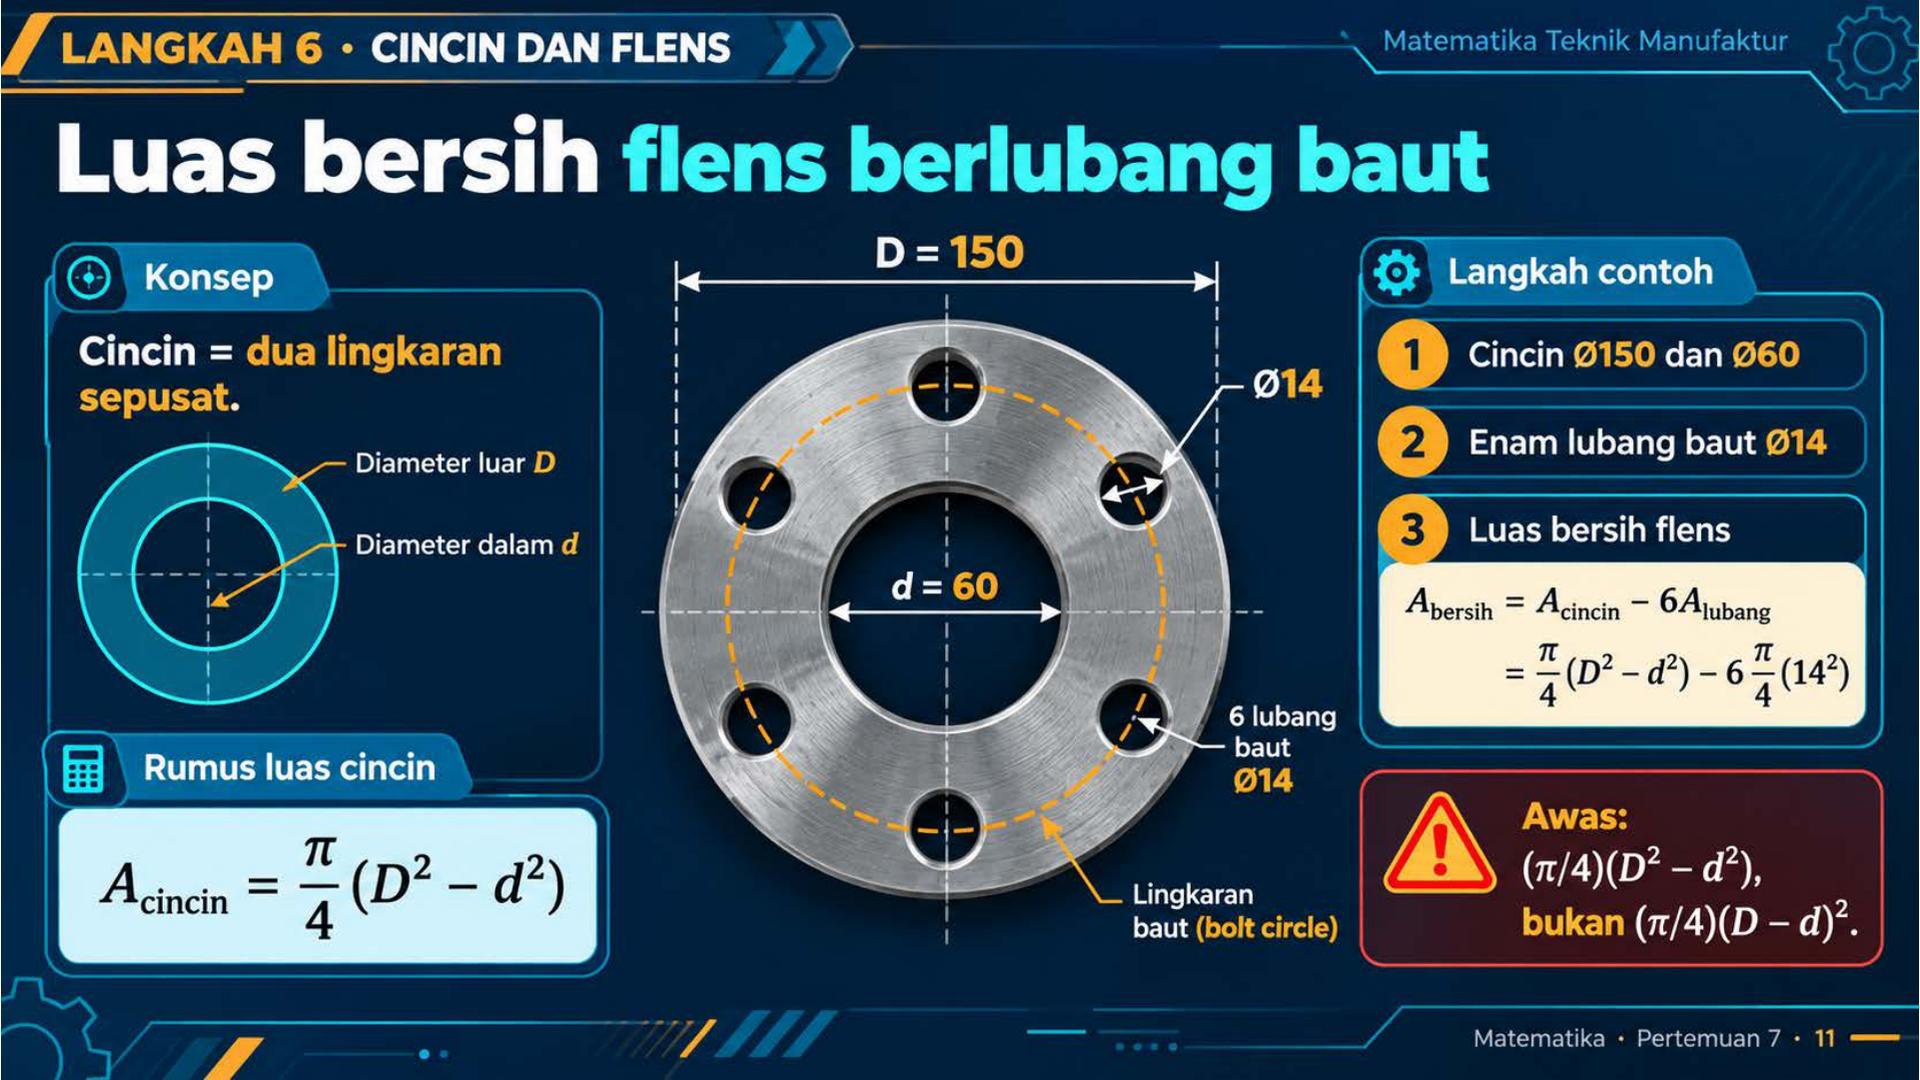 LANGKAH 6 · CINCIN DAN FLENS
Matematika Teknik Manufaktur
Luas bersih flens berlubang baut
Konsep
Cincin = dua lingkaran
sepusat.
Diameter luar D
Diameter dalam d
Rumus luas cincin
A_cincin = π/4 (D² − d²)
D = 150
Ø14
d = 60
6 lubang
baut
Ø14
Lingkaran
baut (bolt circle)
Langkah contoh
1 Cincin Ø150 dan Ø60
2 Enam lubang baut Ø14
3 Luas bersih flens
A_bersih = A_cincin − 6A_lubang
= π/4 (D² − d²) − 6 π/4 (14²)
Awas:
(π/4)(D² − d²),
bukan (π/4)(D − d)².
Matematika · Pertemuan 7 · 11